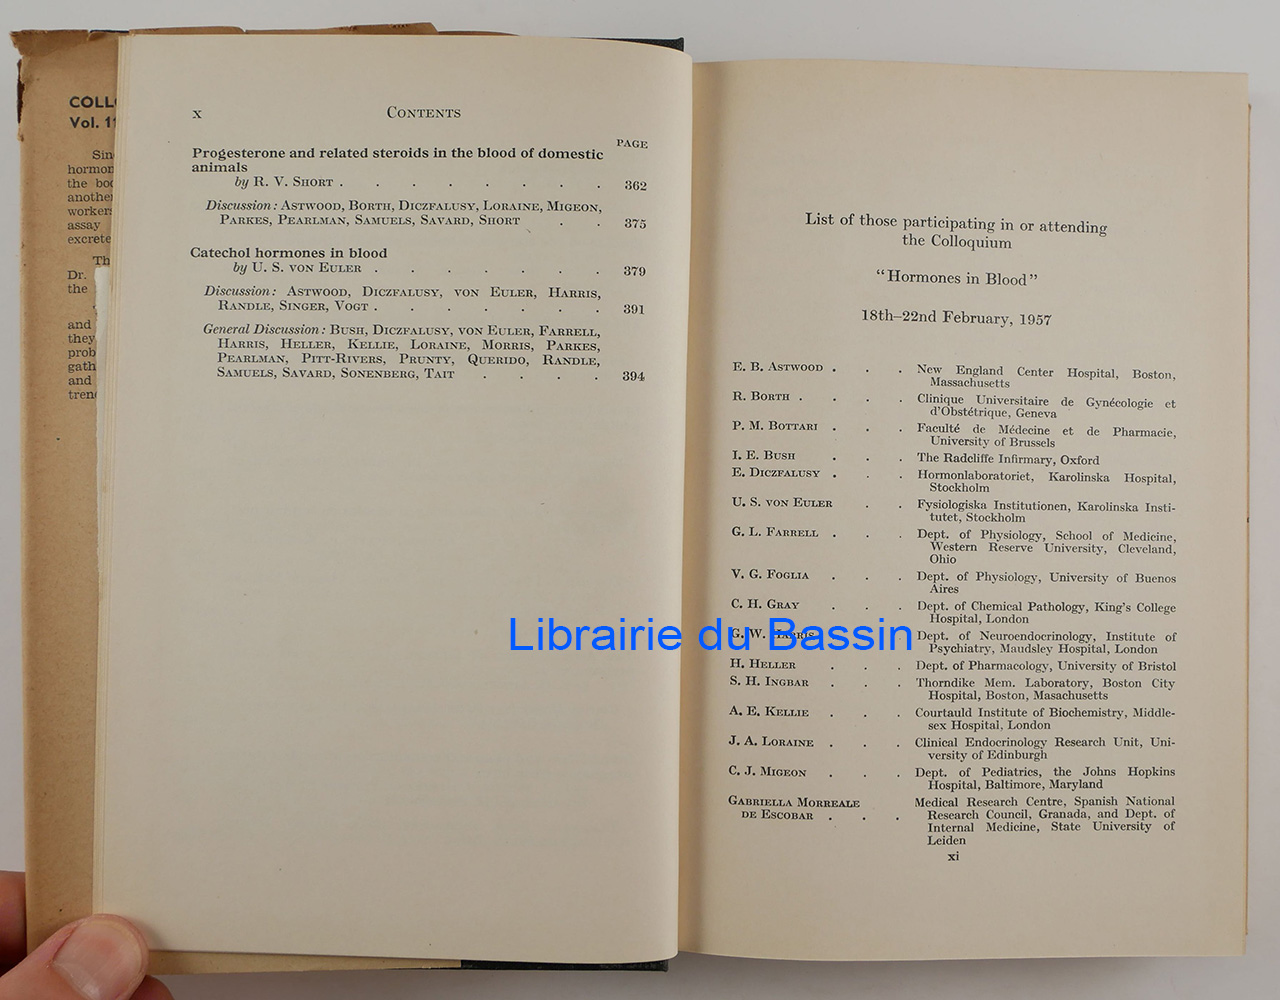 COLL
Vol. 11
Sin
hormon
the bod
another
workers
assay
excrete
Th
Dr.
the
and
they
prob
gath
and
tren
x
CONTENTS
PAGE
Progesterone and related steroids in the blood of domestic
animals
by R. V. SHORT . . . . . . . . 362
Discussion: ASTWOOD, BORTH, DICZFALUSY, LORAINE, MIGEON,
PARKES, PEARLMAN, SAMUELS, SAVARD, SHORT . . 375
Catechol hormones in blood
by U. S. VON EULER . . . . . . . 379
Discussion: ASTWOOD, DICZFALUSY, VON EULER, HARRIS,
RANDLE, SINGER, VOGT . . . . . . . 391
General Discussion: BUSH, DICZFALUSY, VON EULER, FARRELL,
HARRIS, HELLER, KELLIE, LORAINE, MORRIS, PARKES,
PEARLMAN, PITT-RIVERS, PRUNTY, QUERIDO, RANDLE,
SAMUELS, SAVARD, SONENBERG, TAIT . . . . 394
List of those participating in or attending
the Colloquium
"Hormones in Blood"
18th–22nd February, 1957
E. B. ASTWOOD . . . New England Center Hospital, Boston,
Massachusetts
R. BORTH . . . . Clinique Universitaire de Gynécologie et
d'Obstétrique, Geneva
P. M. BOTTARI . . . Faculté de Médecine et de Pharmacie,
University of Brussels
I. E. BUSH . . . The Radcliffe Infirmary, Oxford
E. DICZFALUSY . . . Hormonlaboratoriet, Karolinska Hospital,
Stockholm
U. S. VON EULER . . Fysiologiska Institutionen, Karolinska Insti-
tutet, Stockholm
G. L. FARRELL . . . Dept. of Physiology, School of Medicine,
Western Reserve University, Cleveland,
Ohio
V. G. FOGLIA . . . Dept. of Physiology, University of Buenos
Aires
C. H. GRAY . . . Dept. of Chemical Pathology, King's College
Hospital, London
G. W. HARRIS . . . Dept. of Neuroendocrinology, Institute of
Psychiatry, Maudsley Hospital, London
H. HELLER . . . Dept. of Pharmacology, University of Bristol
S. H. INGBAR . . . Thorndike Mem. Laboratory, Boston City
Hospital, Boston, Masachusetts
A. E. KELLIE . . . Courtauld Institute of Biochemistry, Middle-
sex Hospital, London
J. A. LORAINE . . . Clinical Endocrinology Research Unit, Uni-
versity of Edinburgh
C. J. MIGEON . . . Dept. of Pediatrics, the Johns Hopkins
Hospital, Baltimore, Maryland
GABRIELLA MORREALE Medical Research Centre, Spanish National
DE ESCOBAR . . . Research Council, Granada, and Dept. of
Internal Medicine, State University of
Leiden
xi
Librairie du Bassin